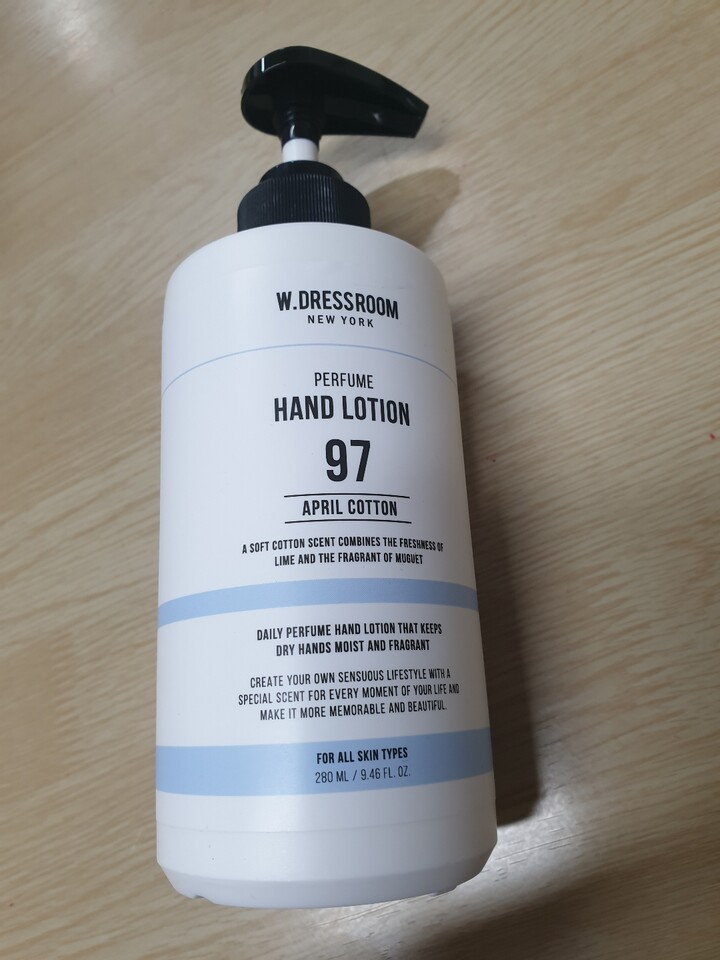 W.DRESSROOM
NEW YORK
PERFUME
HAND LOTION
97
APRIL COTTON
A SOFT COTTON SCENT COMBINES THE FRESHNESS OF
LIME AND THE FRAGRANT OF MUGUET
DAILY PERFUME HAND LOTION THAT KEEPS
DRY HANDS MOIST AND FRAGRANT
CREATE YOUR OWN SENSUOUS LIFESTYLE WITH A
SPECIAL SCENT FOR EVERY MOMENT OF YOUR LIFE AND
MAKE IT MORE MEMORABLE AND BEAUTIFUL.
FOR ALL SKIN TYPES
280 ML / 9.46 FL. OZ.